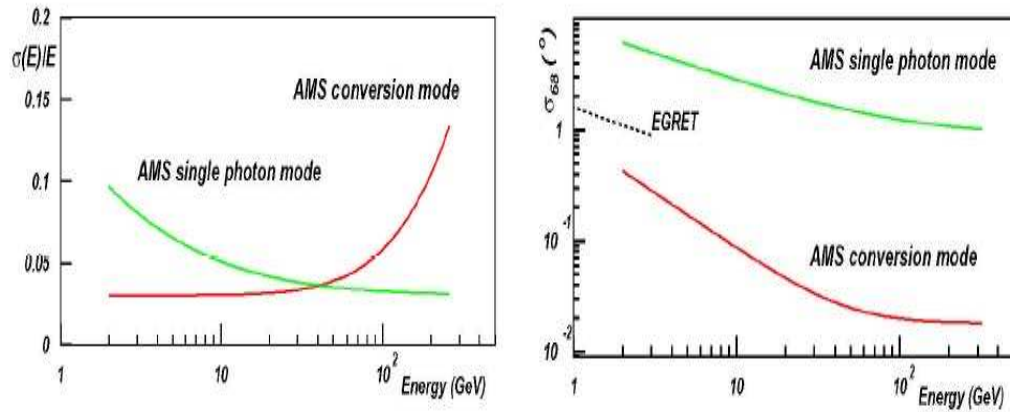 0.2
σ(E)/E
0.15
0.1
0.05
0
AMS conversion mode
AMS single photon mode
1
10
10²
Energy (GeV)
σ₆₈ (°)
1
10⁻¹
10⁻²
AMS single photon mode
EGRET
AMS conversion mode
1
10
10²
Energy (GeV)